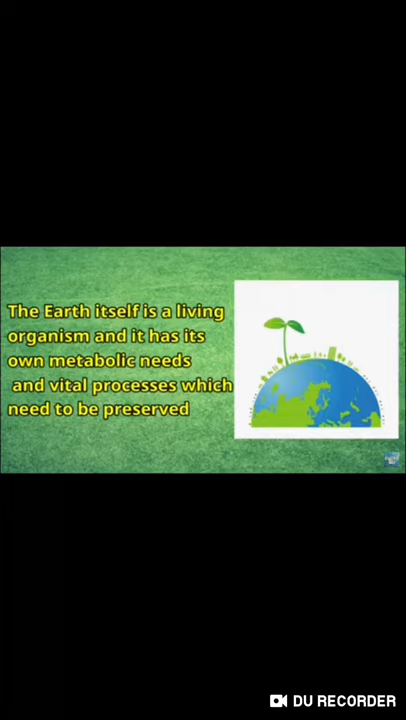 The Earth itself is a living
organism and it has its
own metabolic needs
and vital processes which
need to be preserved
DU RECORDER